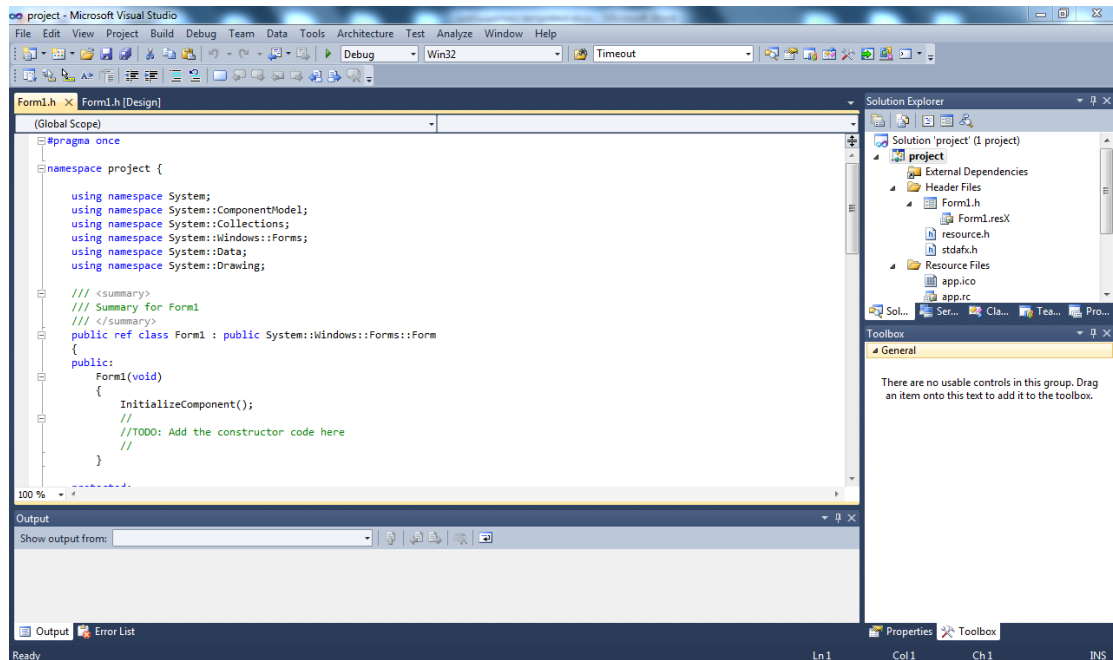 project - Microsoft Visual Studio
File Edit View Project Build Debug Team Data Tools Architecture Test Analyze Window Help
Debug Win32 Timeout
Form1.h Form1.h [Design]
(Global Scope)
#pragma once
namespace project {
using namespace System;
using namespace System::ComponentModel;
using namespace System::Collections;
using namespace System::Windows::Forms;
using namespace System::Data;
using namespace System::Drawing;
/// <summary>
/// Summary for Form1
/// </summary>
public ref class Form1 : public System::Windows::Forms::Form
{
public:
Form1(void)
{
InitializeComponent();
//
//TODO: Add the constructor code here
//
}
100 %
Output
Show output from:
Output Error List
Solution Explorer
Solution 'project' (1 project)
project
External Dependencies
Header Files
Form1.h
Form1.resX
resource.h
stdafx.h
Resource Files
app.ico
app.rc
Sol... Ser... Cla... Tea... Pro...
Toolbox
General
There are no usable controls in this group. Drag
an item onto this text to add it to the toolbox.
Properties Toolbox
Ready Ln 1 Col 1 Ch 1 INS